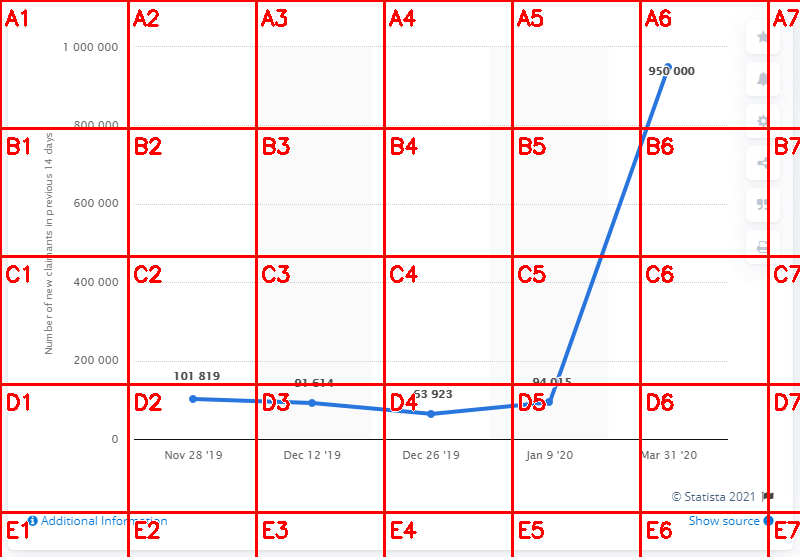 1 000 000
950 000
800 000
600 000
400 000
200 000
0
Number of new claimants in previous 14 days
101 819
91 614
63 923
94 015
Nov 28 '19
Dec 12 '19
Dec 26 '19
Jan 9 '20
Mar 31 '20
© Statista 2021
Additional Information
Show source
A1 A2 A3 A4 A5 A6 A7
B1 B2 B3 B4 B5 B6 B7
C1 C2 C3 C4 C5 C6 C7
D1 D2 D3 D4 D5 D6 D7
E1 E2 E3 E4 E5 E6 E7